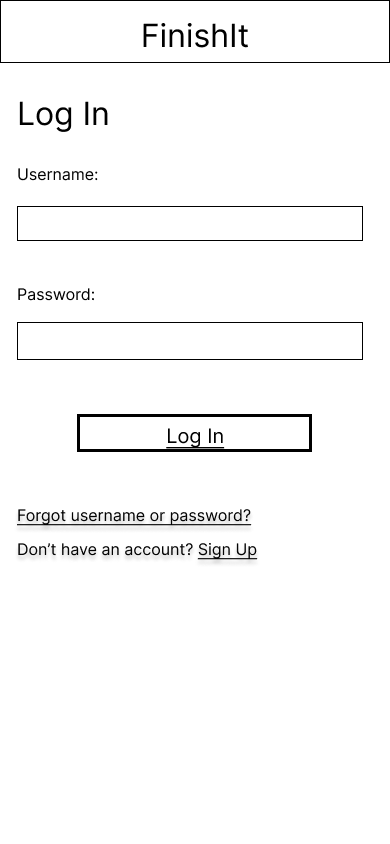 FinishIt
Log In
Username:
Password:
Log In
Forgot username or password?
Don’t have an account? Sign Up